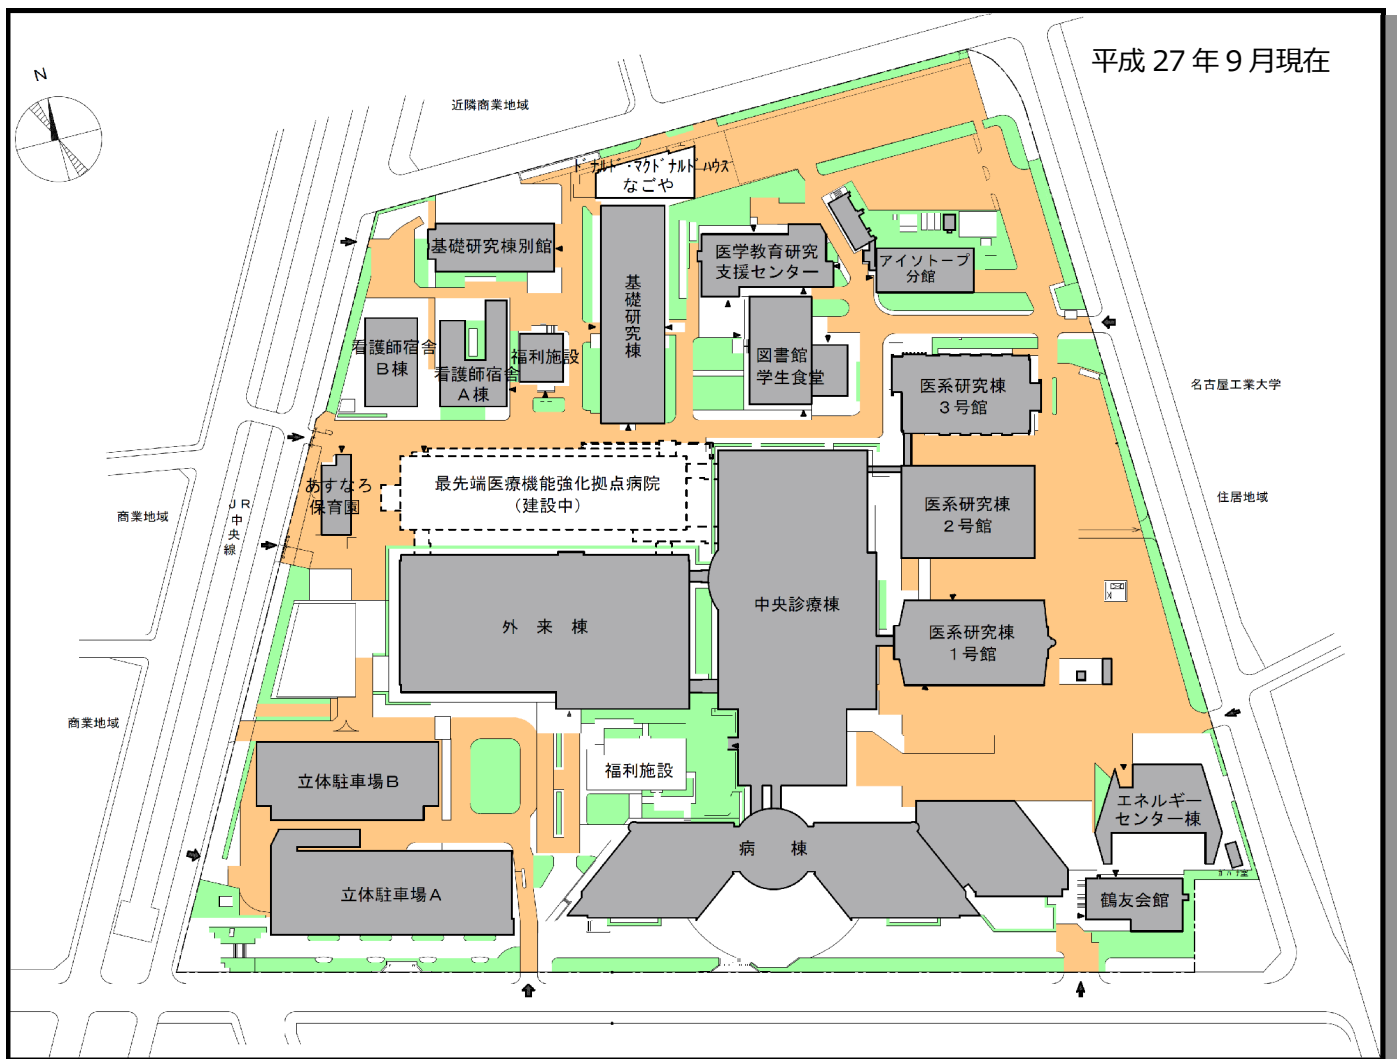 平成 27 年 9 月現在
N
近隣商業地域
ドナルド・マクドナルドハウス
なごや
基礎研究棟別館
医学教育研究
支援センター
アイソトープ
分館
基礎研究棟
看護師宿舎
B棟
看護師宿舎
A棟
福利施設
図書館
学生食堂
医系研究棟
3号館
名古屋工業大学
あすなろ
保育園
最先端医療機能強化拠点病院
(建設中)
医系研究棟
2号館
住居地域
商業地域
JR中央線
外 来 棟
中央診療棟
医系研究棟
1号館
商業地域
立体駐車場B
福利施設
エネルギー
センター棟
病 棟
立体駐車場A
鶴友会館